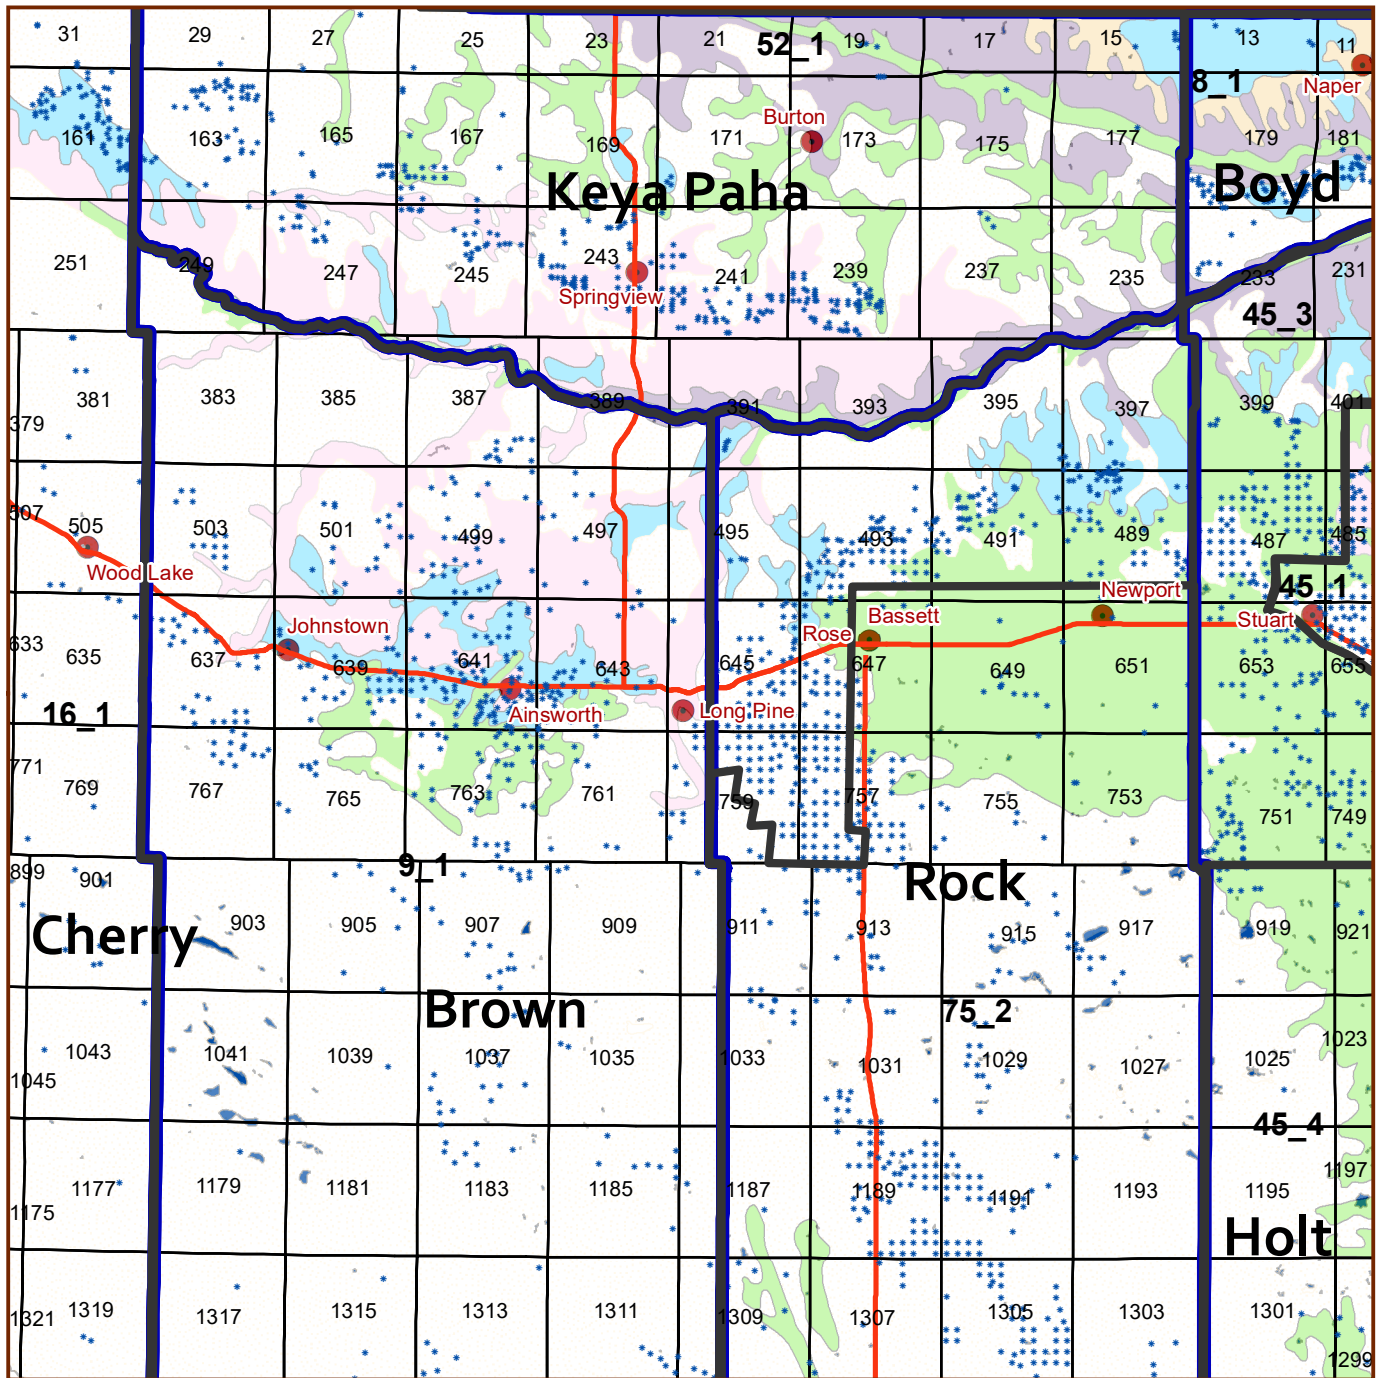 31 29 27 25 23 21 52_1 19 17 15 13 11
8_1 Naper
161 163 165 167 169 171 Burton 173 175 177 179 181
Keya Paha Boyd
251 249 247 245 243 241 239 237 235 233 231
Springview 45_3
379 381 383 385 387 389 391 393 395 397 399 401
507 505 503 501 499 497 495 493 491 489 487 485
Wood Lake Newport 45_1
Johnstown Rose Bassett Stuart
633 635 637 639 641 643 645 647 649 651 653 655
16_1 Ainsworth Long Pine
771 769 767 765 763 761 759 757 755 753 751 749
9_1
899 901 Rock
Cherry 903 905 907 909 911 913 915 917 919 921
Brown 75_2
1045 1043 1041 1039 1037 1035 1033 1031 1029 1027 1025 1023
45_4
1175 1177 1179 1181 1183 1185 1187 1189 1191 1193 1195 1197
Holt
1321 1319 1317 1315 1313 1311 1309 1307 1305 1303 1301 1299